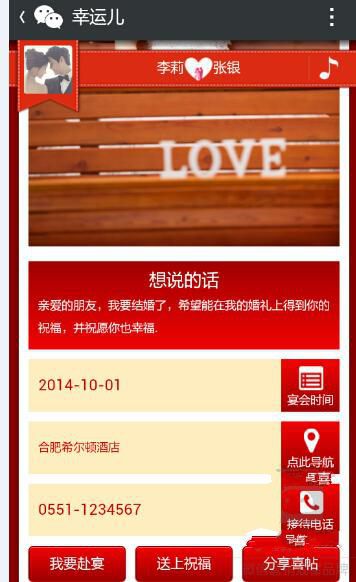 幸运儿
李莉 张银
LOVE
想说的话
亲爱的朋友，我要结婚了，希望能在我的婚礼上得到你的
祝福，并祝愿你也幸福.
2014-10-01
宴会时间
合肥希尔顿酒店
点此导航
0551-1234567
接待电话
我要赴宴
送上祝福
分享喜帖